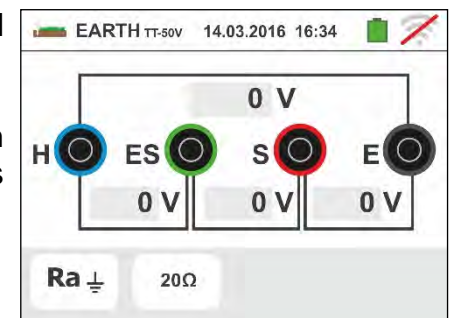 EARTH TT-50V 14.03.2016 16:34
0 V
H ES S E
0 V 0 V 0 V
Ra 20Ω